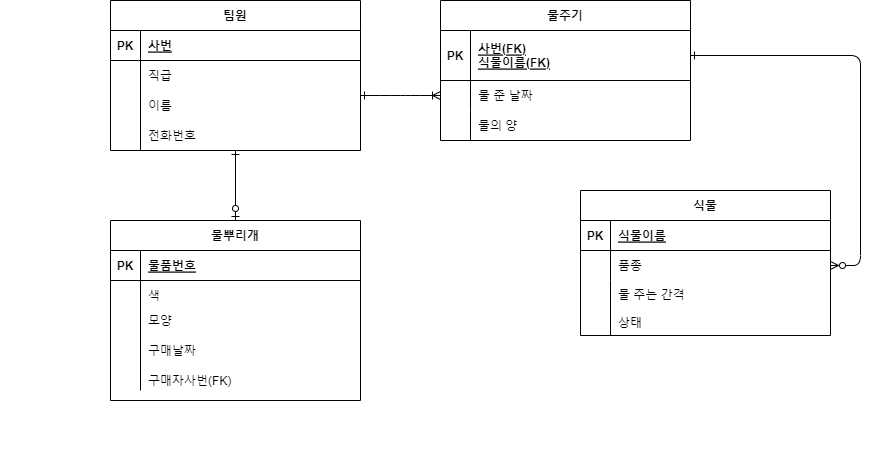 팀원
PK 사번
직급
이름
전화번호
물주기
PK 사번(FK)
식물이름(FK)
물 준 날짜
물의 양
물뿌리개
PK 물품번호
색
모양
구매날짜
구매자사번(FK)
식물
PK 식물이름
품종
물 주는 간격
상태